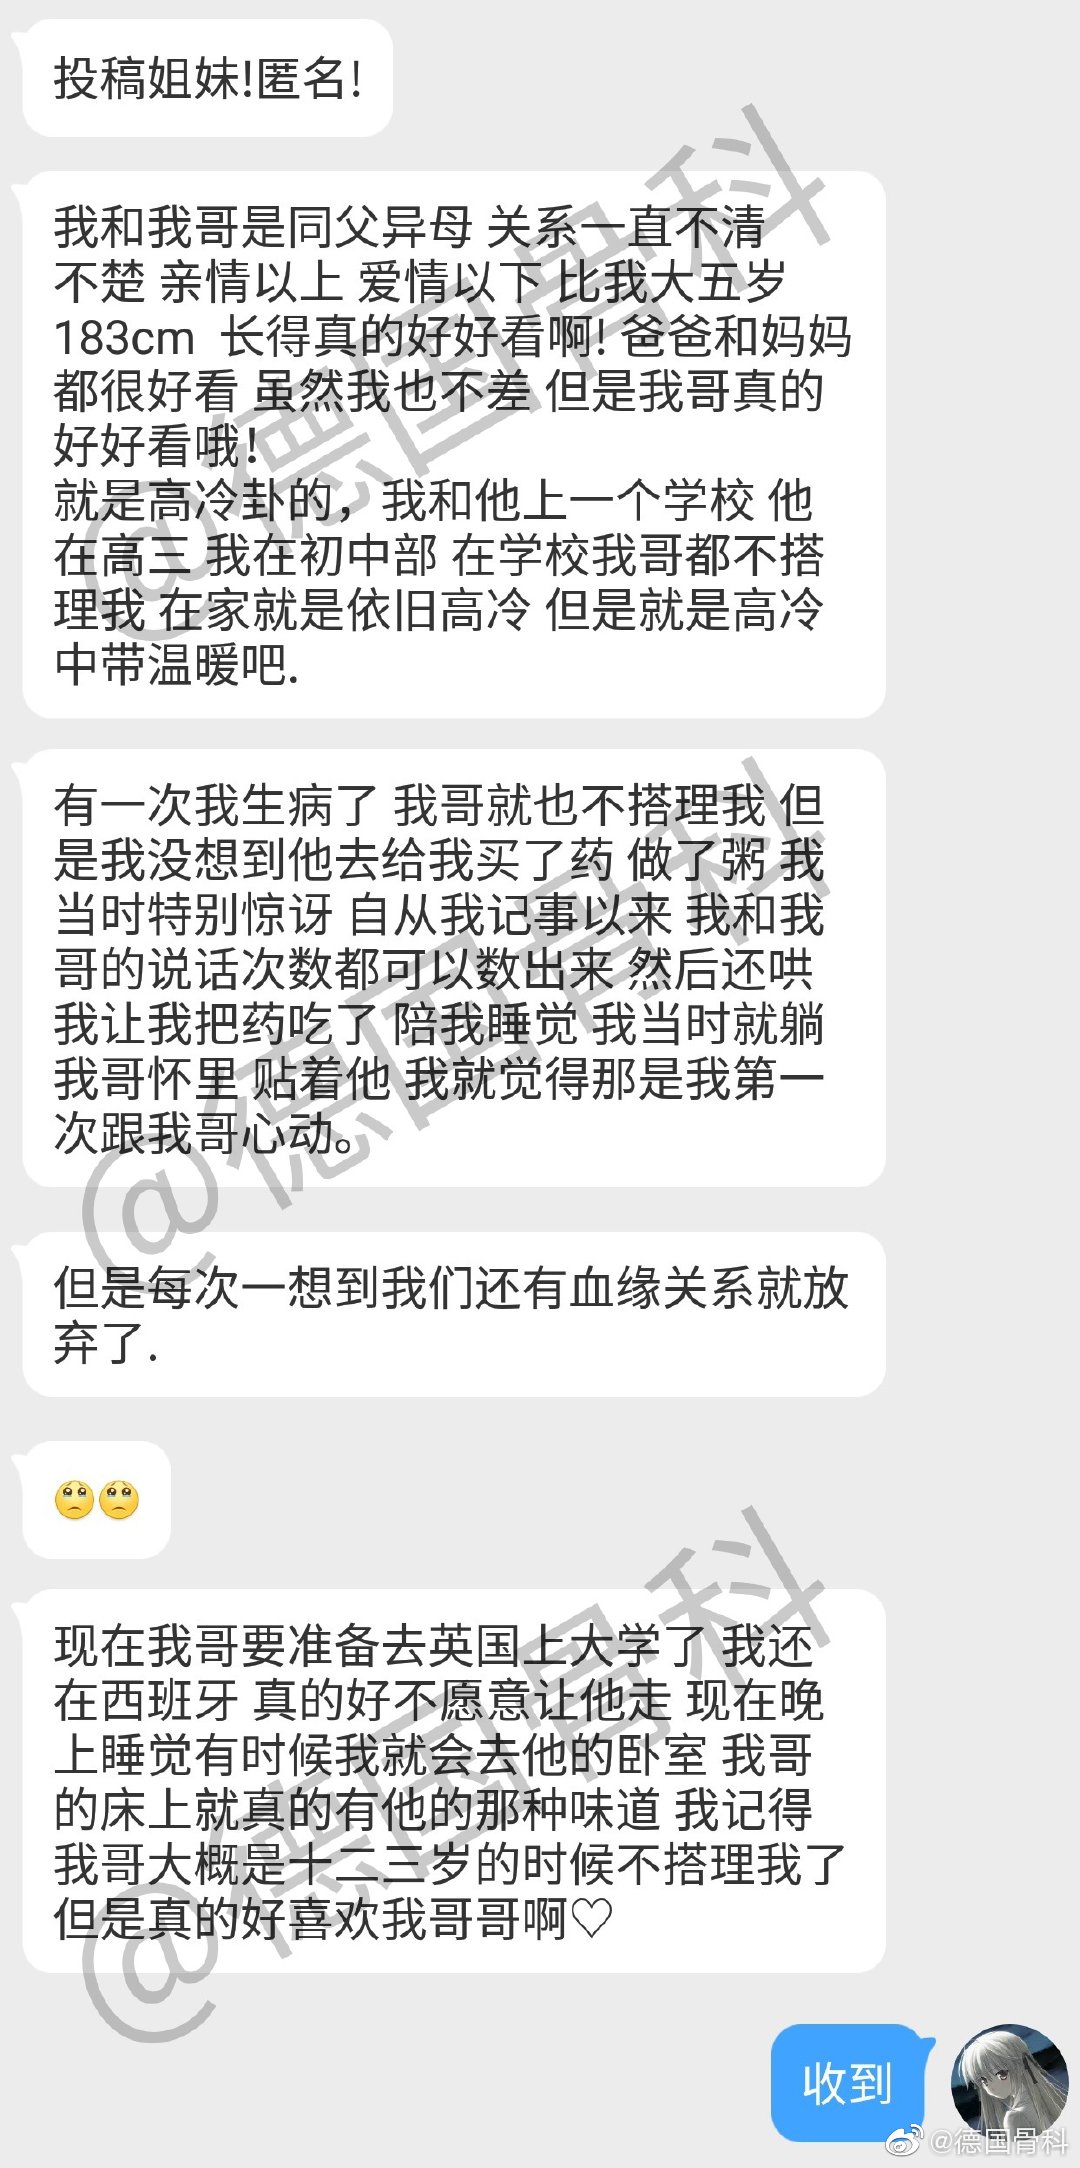 投稿姐妹!匿名!
我和我哥是同父异母 关系一直不清
不楚 亲情以上 爱情以下 比我大五岁
183cm  长得真的好好看啊! 爸爸和妈妈
都很好看 虽然我也不差 但是我哥真的
好好看哦!
就是高冷卦的，我和他上一个学校 他
在高三 我在初中部 在学校我哥都不搭
理我 在家就是依旧高冷 但是就是高冷
中带温暖吧.
有一次我生病了 我哥就也不搭理我 但
是我没想到他去给我买了药 做了粥 我
当时特别惊讶 自从我记事以来 我和我
哥的说话次数都可以数出来 然后还哄
我让我把药吃了 陪我睡觉 我当时就躺
我哥怀里 贴着他 我就觉得那是我第一
次跟我哥心动。
但是每次一想到我们还有血缘关系就放
弃了.
🥺🥺
现在我哥要准备去英国上大学了 我还
在西班牙 真的好不愿意让他走 现在晚
上睡觉有时候我就会去他的卧室 我哥
的床上就真的有他的那种味道 我记得
我哥大概是十二三岁的时候不搭理我了
但是真的好喜欢我哥哥啊♡
收到
@德国骨科
@德国骨科
@德国骨科
@德国骨科